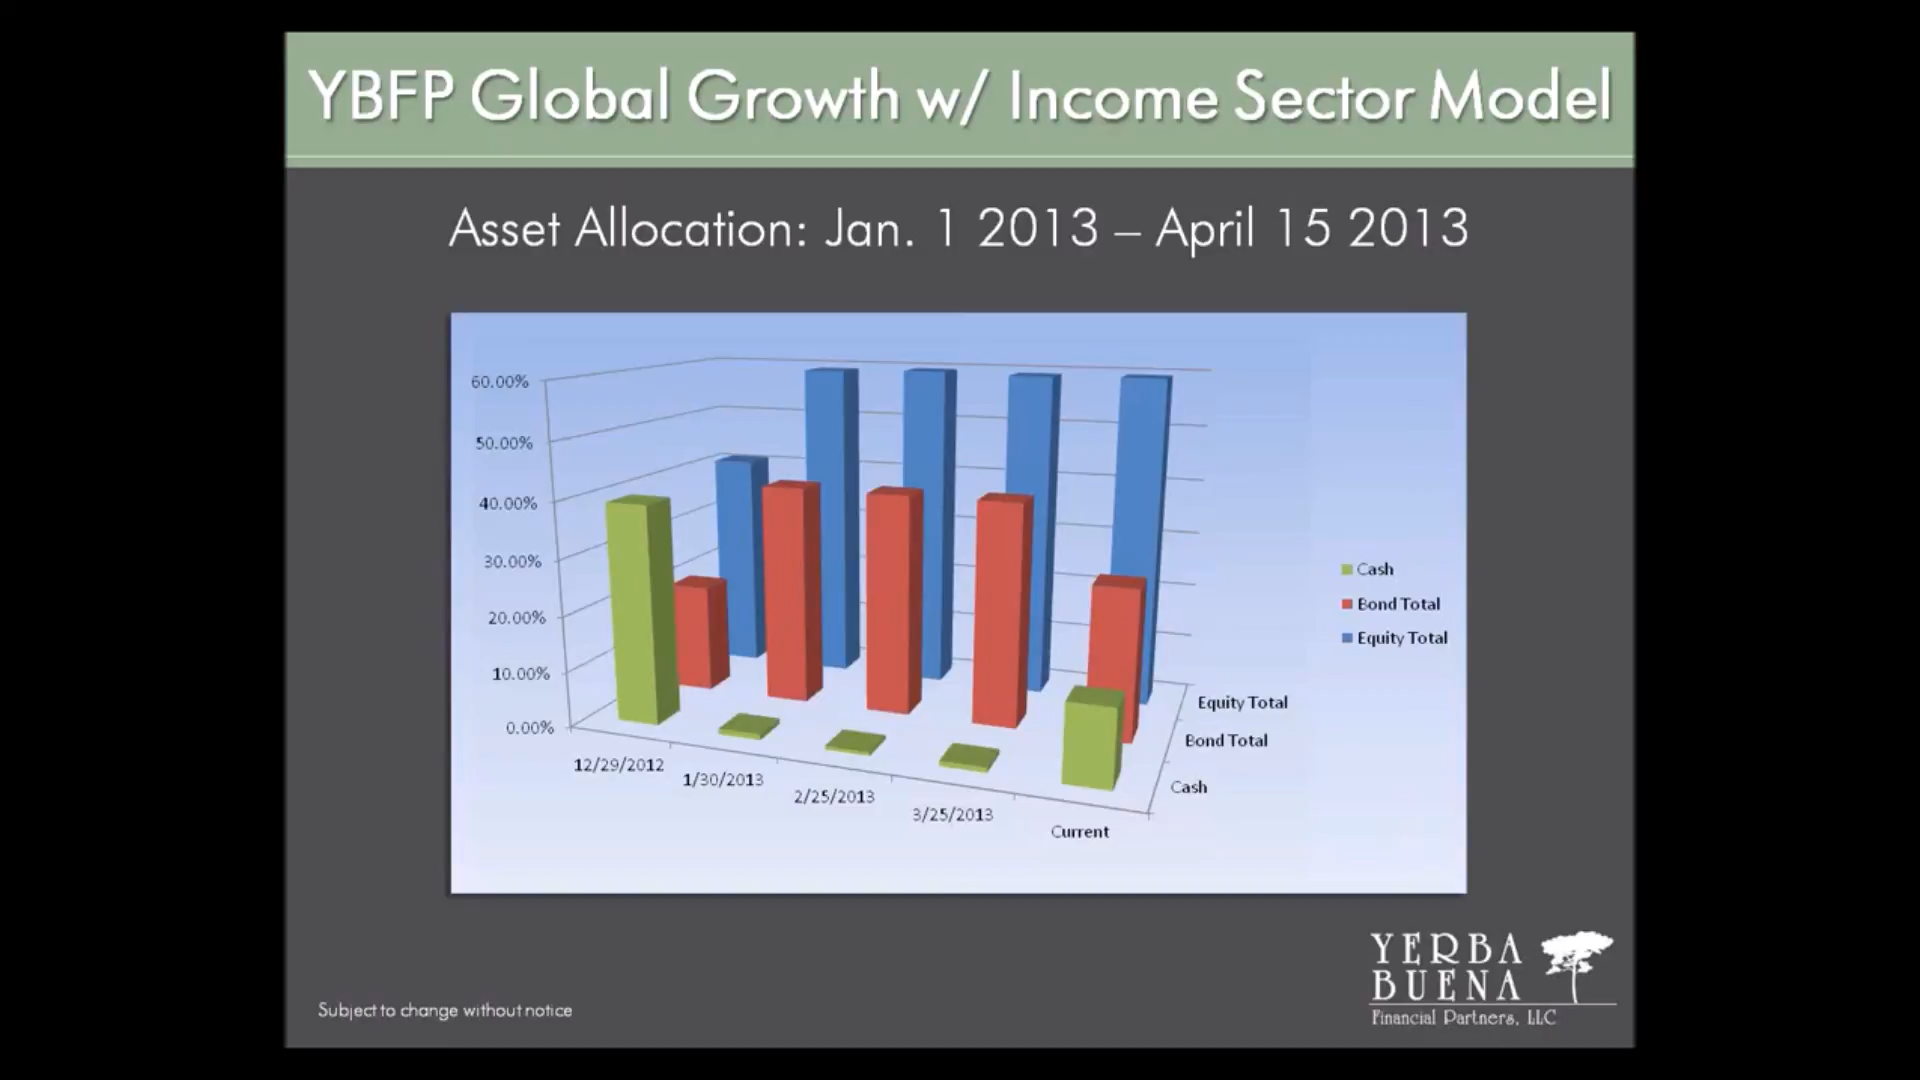 YBFP Global Growth w/ Income Sector Model
Asset Allocation: Jan. 1 2013 – April 15 2013
60.00%
50.00%
40.00%
30.00%
20.00%
10.00%
0.00%
12/29/2012
1/30/2013
2/25/2013
3/25/2013
Current
Equity Total
Bond Total
Cash
Cash
Bond Total
Equity Total
Subject to change without notice
YERBA
BUENA
Financial Partners, LLC